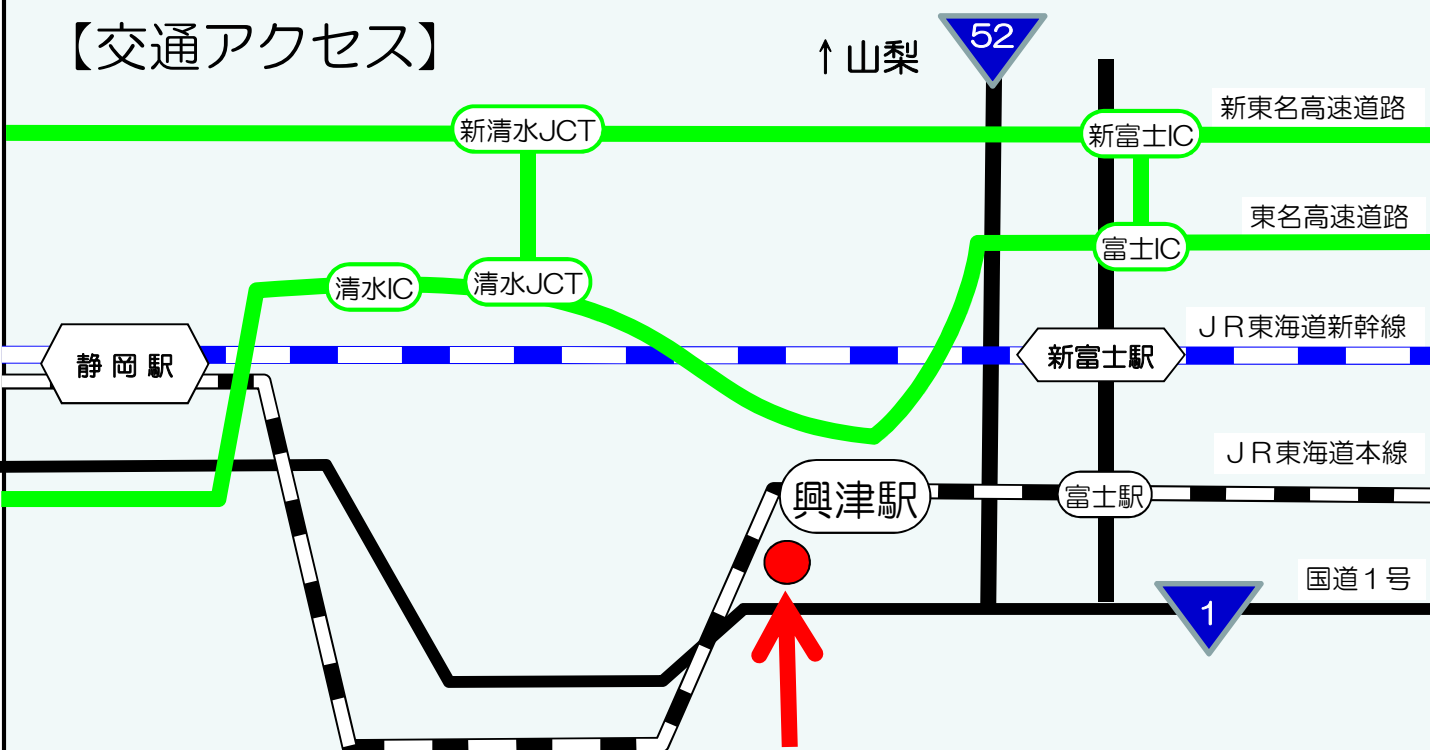 【交通アクセス】
↑山梨
52
新東名高速道路
新清水JCT
新富士IC
東名高速道路
富士IC
清水IC
清水JCT
JR東海道新幹線
静岡駅
新富士駅
JR東海道本線
興津駅
富士駅
国道1号
1